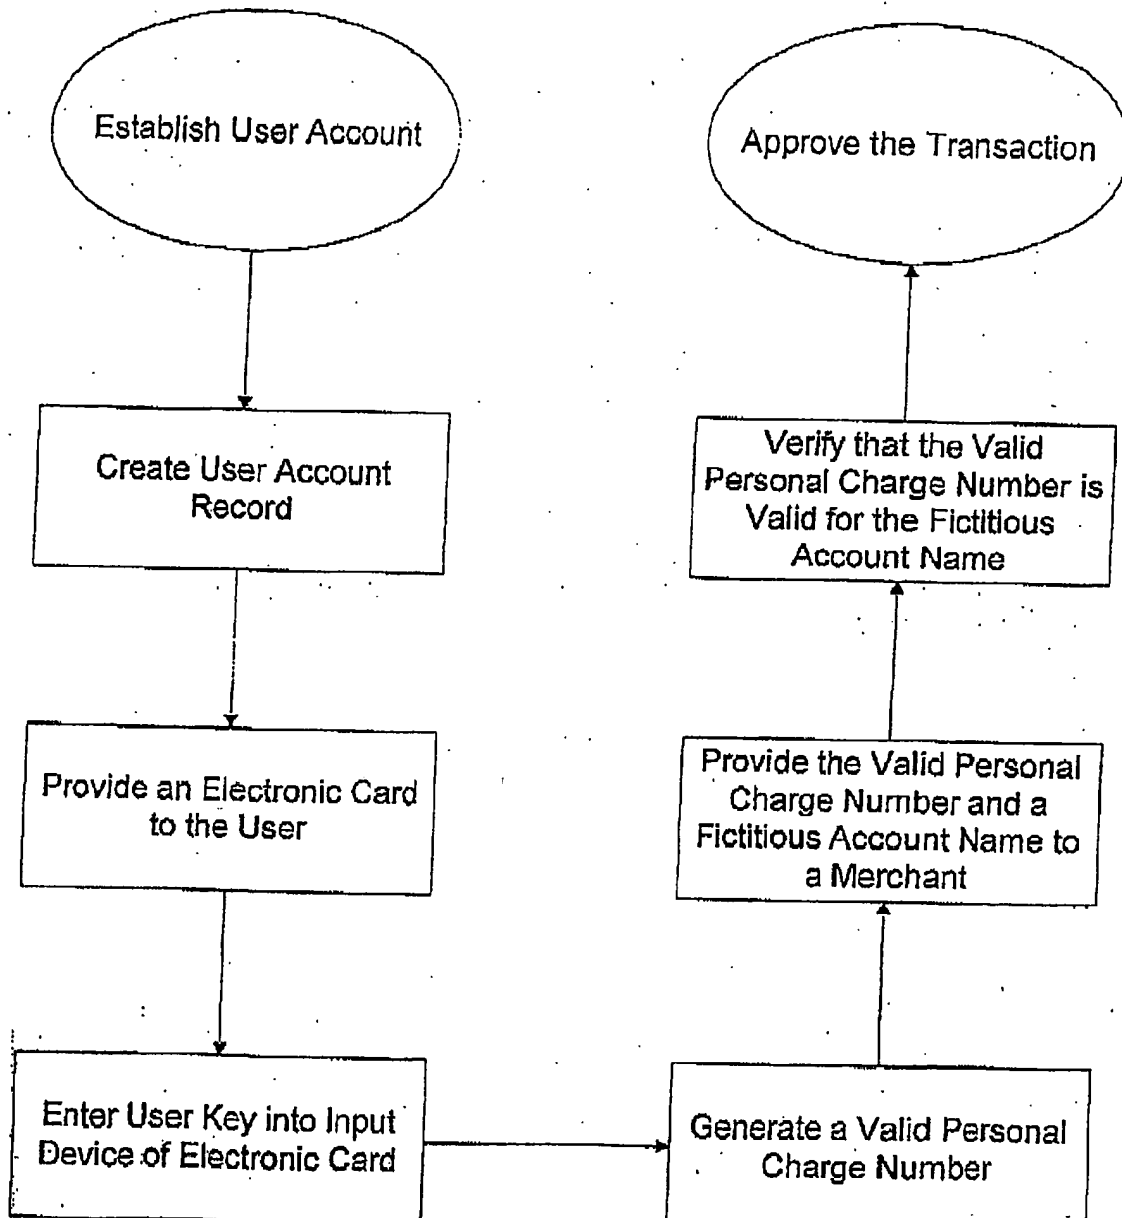 Establish User Account
Create User Account
Record
Provide an Electronic Card
to the User
Enter User Key into Input
Device of Electronic Card
Generate a Valid Personal
Charge Number
Provide the Valid Personal
Charge Number and a
Fictitious Account Name to
a Merchant
Verify that the Valid
Personal Charge Number is
Valid for the Fictitious
Account Name
Approve the Transaction